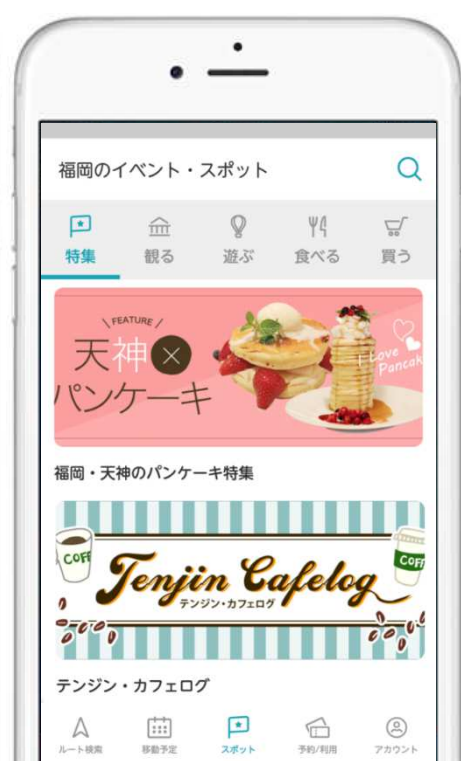 福岡のイベント・スポット
特集 観る 遊ぶ 食べる 買う
FEATURE
天神×
パンケーキ
I Love
Pancak
福岡・天神のパンケーキ特集
COFF
COFF
Tenjin Cafelog
テンジン・カフェログ
テンジン・カフェログ
ルート検索 移動予定 スポット 予約/利用 アカウント